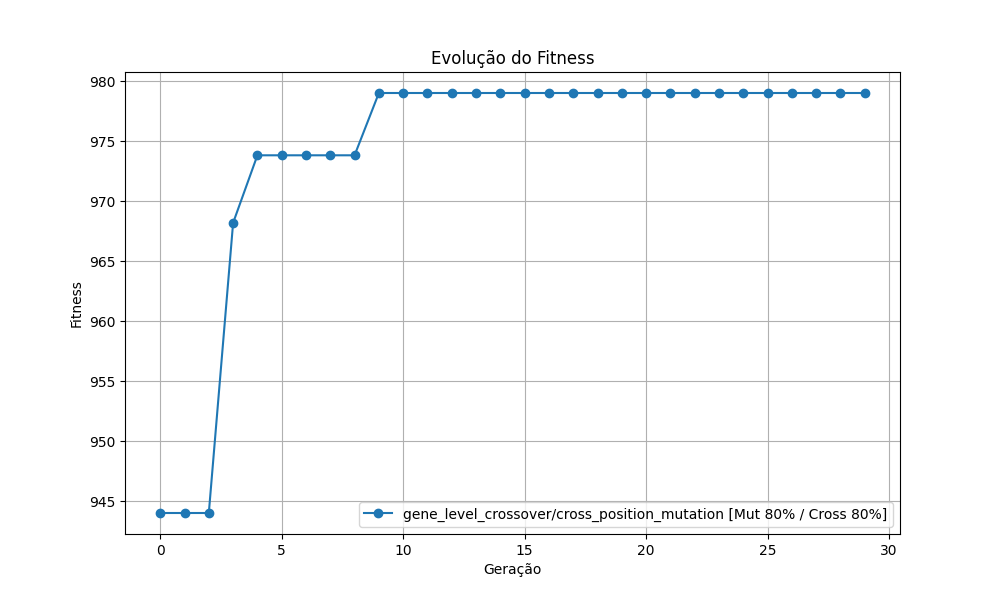 Evolução do Fitness
980
975
970
965
960
955
950
945
Fitness
gene_level_crossover/cross_position_mutation [Mut 80% / Cross 80%]
0 5 10 15 20 25 30
Geração